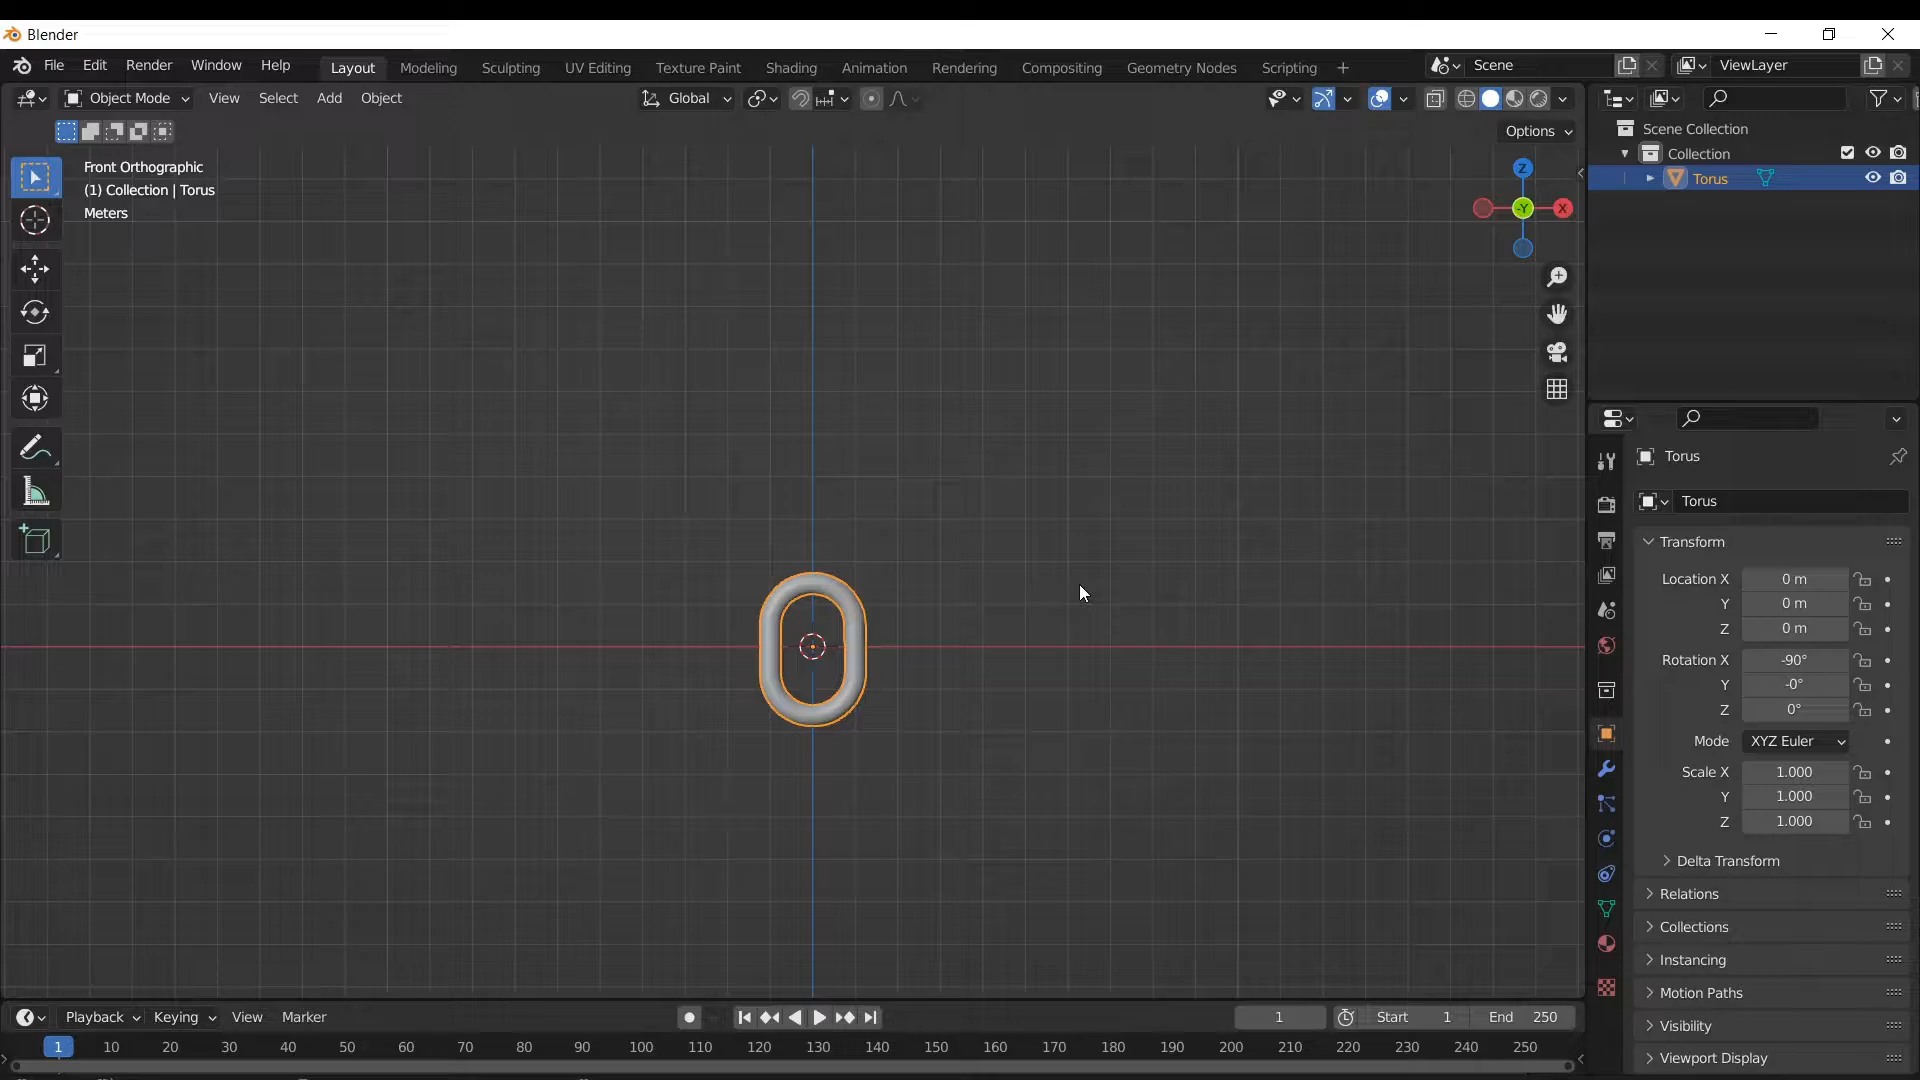 Blender
File Edit Render Window Help Layout Modeling Sculpting UV Editing Texture Paint Shading Animation Rendering Compositing Geometry Nodes Scripting + Scene ViewLayer
Object Mode View Select Add Object Global
Options
Front Orthographic
(1) Collection | Torus
Meters
Z
-Y
X
Scene Collection
Collection
Torus
Torus
Torus
Transform
Location X 0 m
Y 0 m
Z 0 m
Rotation X -90°
Y -0°
Z 0°
Mode XYZ Euler
Scale X 1.000
Y 1.000
Z 1.000
Delta Transform
Relations
Collections
Instancing
Motion Paths
Visibility
Viewport Display
Playback Keying View Marker 1 Start 1 End 250
1 10 20 30 40 50 60 70 80 90 100 110 120 130 140 150 160 170 180 190 200 210 220 230 240 250